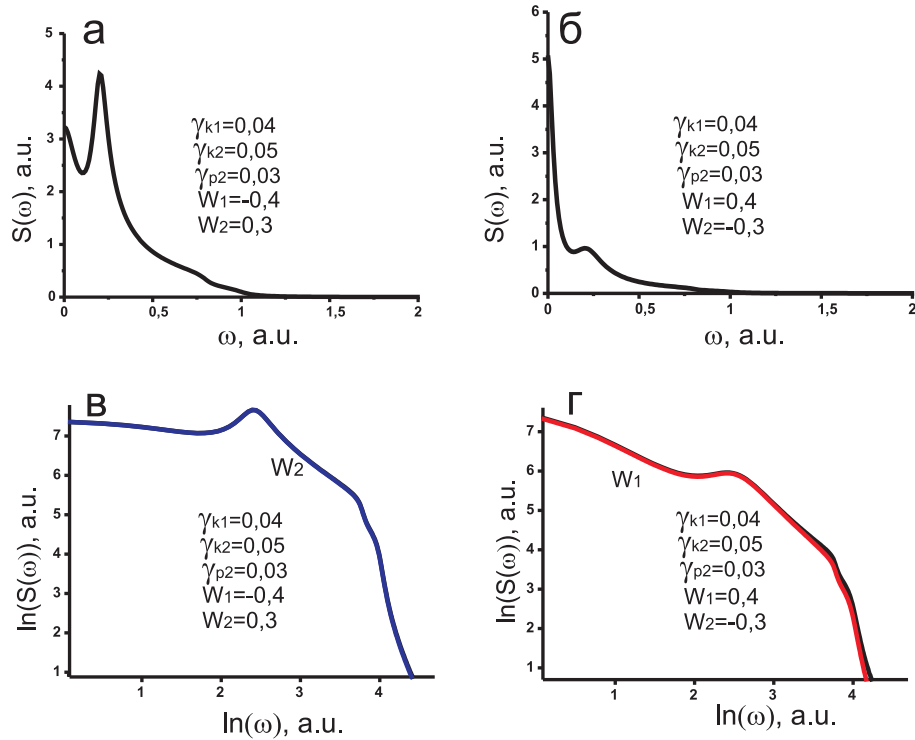 а
S(ω), a.u.
5
4
3
2
1
0
γk1=0,04
γk2=0,05
γp2=0,03
W1=-0,4
W2=0,3
0
0,5
1
1,5
2
ω, a.u.
б
S(ω), a.u.
6
5
4
3
2
1
0
γk1=0,04
γk2=0,05
γp2=0,03
W1=0,4
W2=-0,3
0
0,5
1
1,5
2
ω, a.u.
в
ln(S(ω)), a.u.
7
6
5
4
3
2
1
W2
γk1=0,04
γk2=0,05
γp2=0,03
W1=-0,4
W2=0,3
1
2
3
4
ln(ω), a.u.
г
ln(S(ω)), a.u.
7
6
5
4
3
2
1
W1
γk1=0,04
γk2=0,05
γp2=0,03
W1=0,4
W2=-0,3
1
2
3
4
ln(ω), a.u.